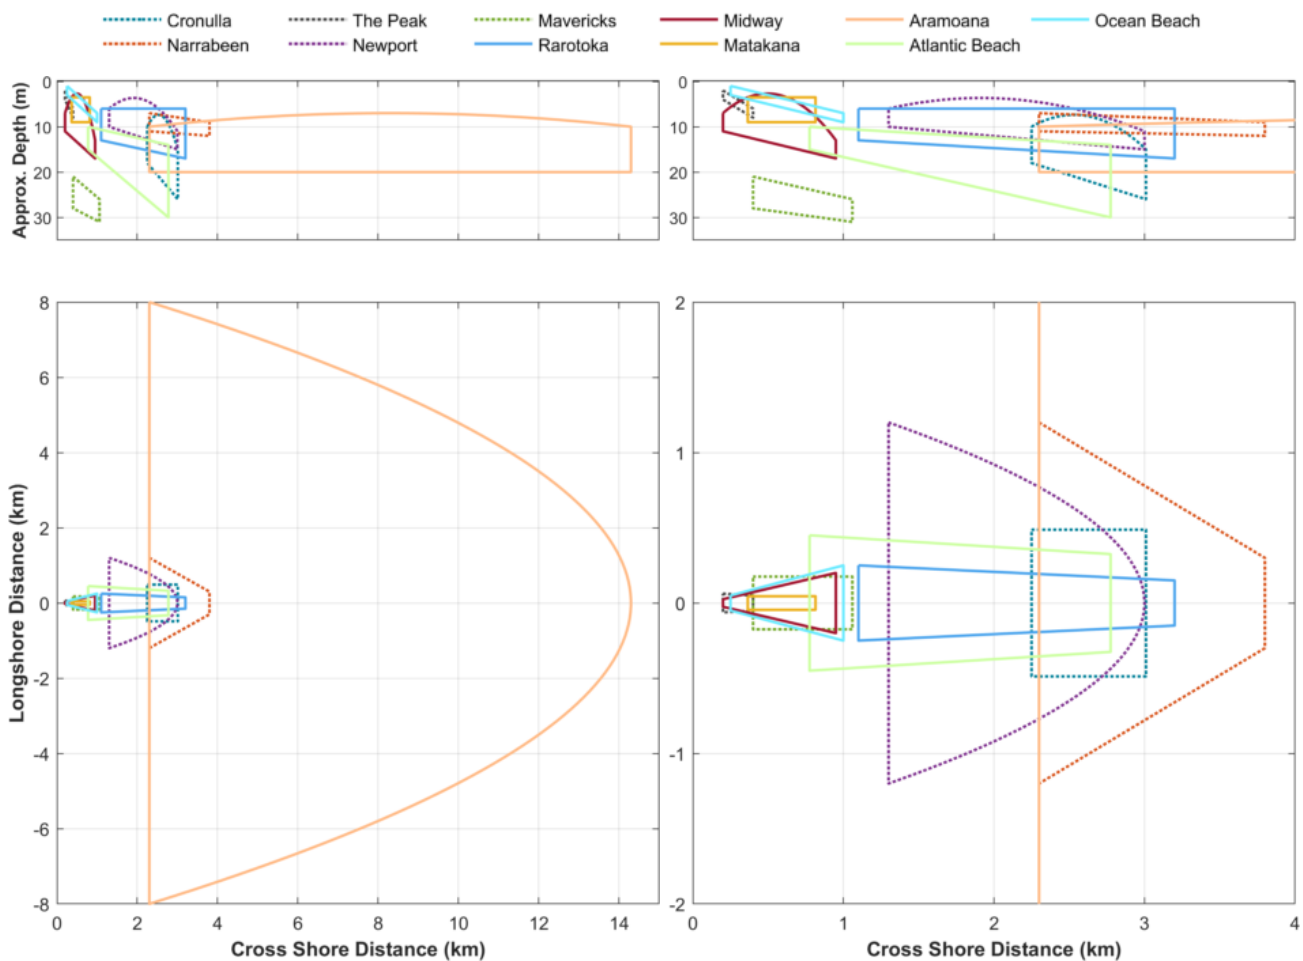 Cronulla The Peak Mavericks Midway Aramoana Ocean Beach
Narrabeen Newport Rarotoka Matakana Atlantic Beach
Approx. Depth (m)
0
10
20
30
0
10
20
30
Longshore Distance (km)
8
6
4
2
0
-2
-4
-6
-8
0 2 4 6 8 10 12 14
Cross Shore Distance (km)
2
1
0
-1
-2
0 1 2 3 4
Cross Shore Distance (km)